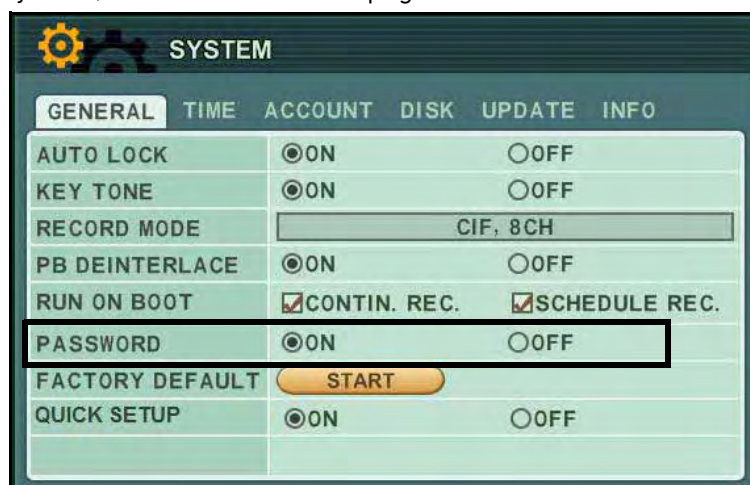 SYSTEM
GENERAL TIME ACCOUNT DISK UPDATE INFO
AUTO LOCK ON OFF
KEY TONE ON OFF
RECORD MODE CIF, 8CH
PB DEINTERLACE ON OFF
RUN ON BOOT CONTIN. REC. SCHEDULE REC.
PASSWORD ON OFF
FACTORY DEFAULT START
QUICK SETUP ON OFF